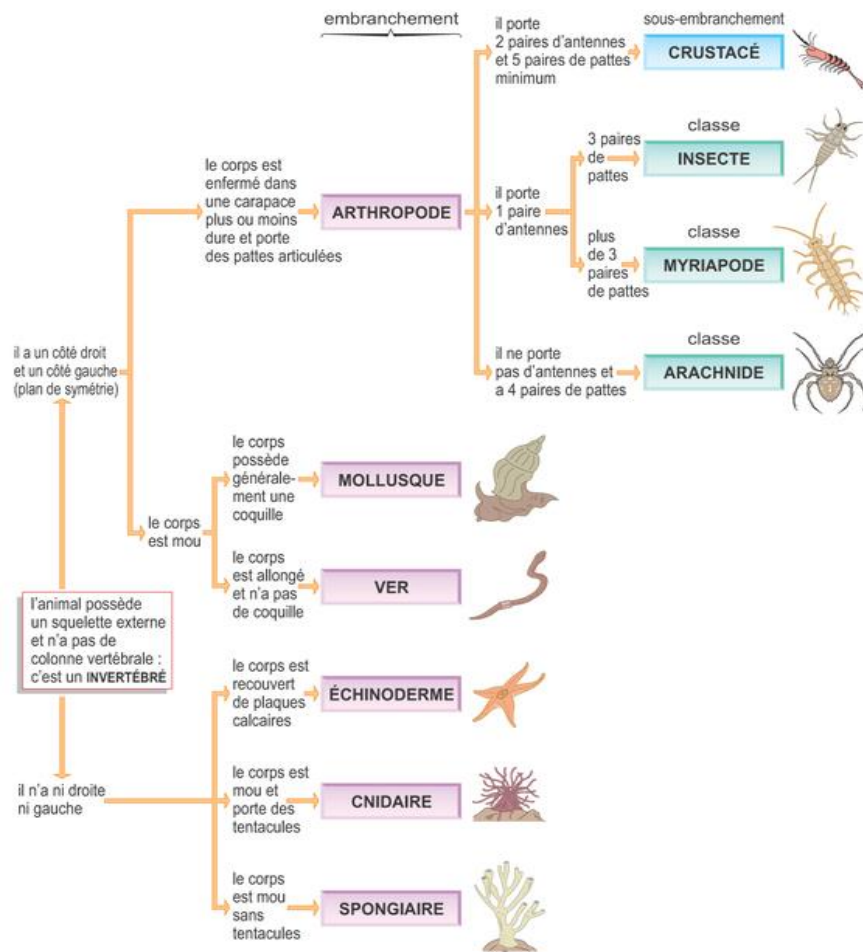 embranchement
il porte
2 paires d'antennes
et 5 paires de pattes
minimum
sous-embranchement
CRUSTACÉ
le corps est
enfermé dans
une carapace
plus ou moins
dure et porte
des pattes articulées
ARTHROPODE
il porte
1 paire
d'antennes
3 paires
de
pattes
classe
INSECTE
plus
de 3
paires
de pattes
classe
MYRIAPODE
il ne porte
pas d'antennes et
a 4 paires de pattes
classe
ARACHNIDE
il a un côté droit
et un côté gauche
(plan de symétrie)
le corps
est mou
le corps
possède
générale-
ment une
coquille
MOLLUSQUE
le corps
est allongé
et n'a pas
de coquille
VER
l'animal possède
un squelette externe
et n'a pas de
colonne vertébrale :
c'est un INVERTÉBRÉ
il n'a ni droite
ni gauche
le corps est
recouvert
de plaques
calcaires
ÉCHINODERME
le corps est
mou et
porte des
tentacules
CNIDAIRE
le corps
est mou
sans
tentacules
SPONGIAIRE